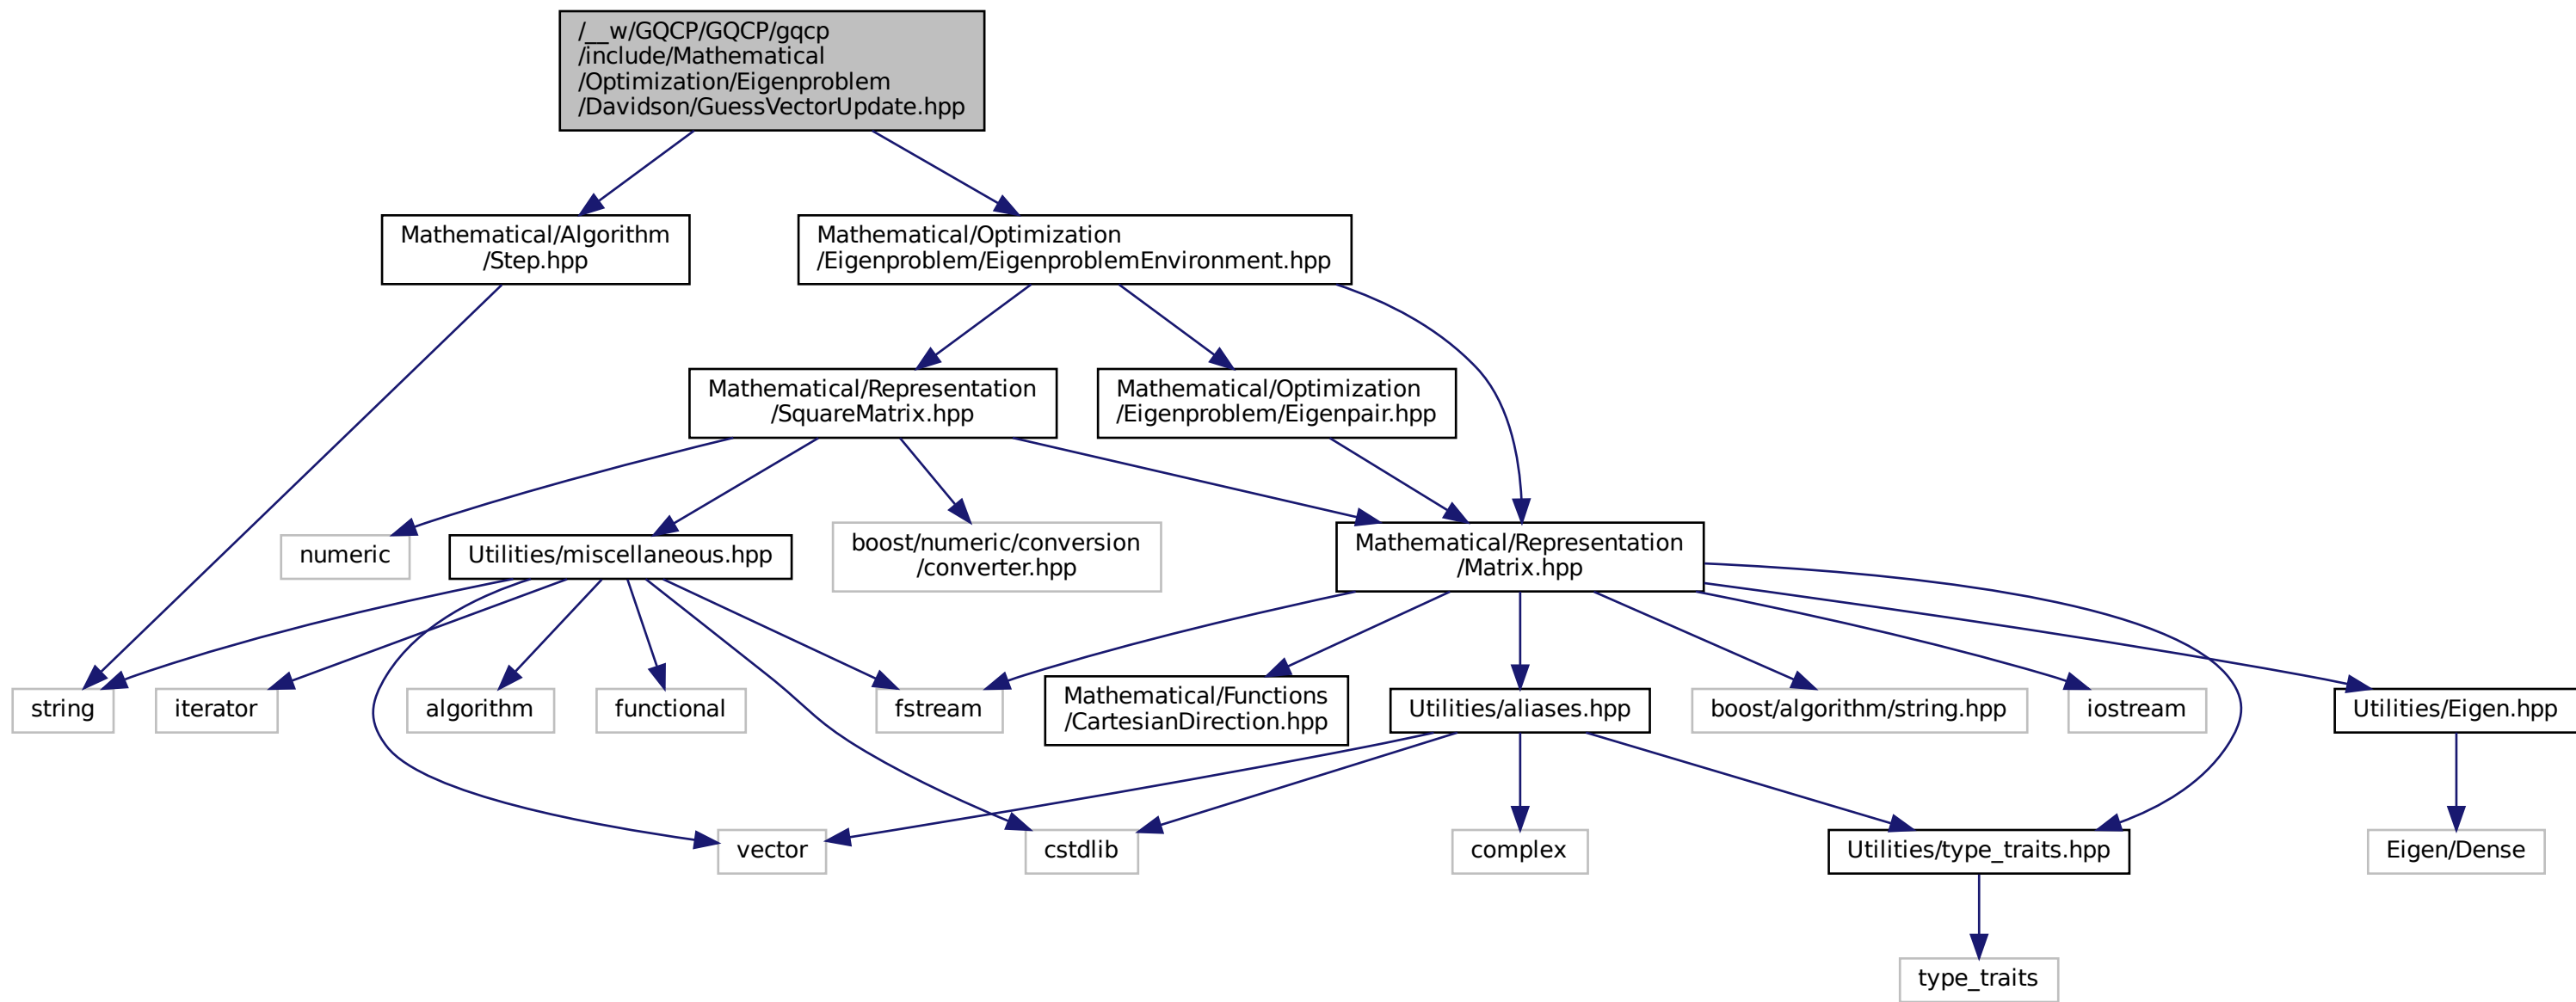 /__w/GQCP/GQCP/gqcp
/include/Mathematical
/Optimization/Eigenproblem
/Davidson/GuessVectorUpdate.hpp
Mathematical/Algorithm
/Step.hpp
Mathematical/Optimization
/Eigenproblem/EigenproblemEnvironment.hpp
Mathematical/Representation
/SquareMatrix.hpp
Mathematical/Optimization
/Eigenproblem/Eigenpair.hpp
numeric
Utilities/miscellaneous.hpp
boost/numeric/conversion
/converter.hpp
Mathematical/Representation
/Matrix.hpp
string
iterator
algorithm
functional
fstream
Mathematical/Functions
/CartesianDirection.hpp
Utilities/aliases.hpp
boost/algorithm/string.hpp
iostream
Utilities/Eigen.hpp
vector
cstdlib
complex
Utilities/type_traits.hpp
Eigen/Dense
type_traits